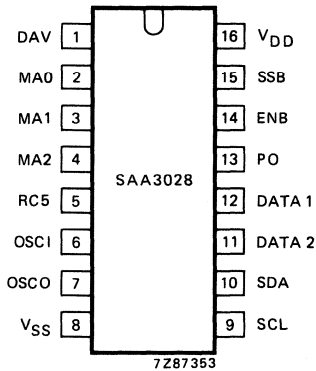 DAV 1 16 VDD
MA0 2 15 SSB
MA1 3 14 ENB
MA2 4 13 PO
SAA3028
RC5 5 12 DATA 1
OSCI 6 11 DATA 2
OSCO 7 10 SDA
VSS 8 9 SCL
7Z87353